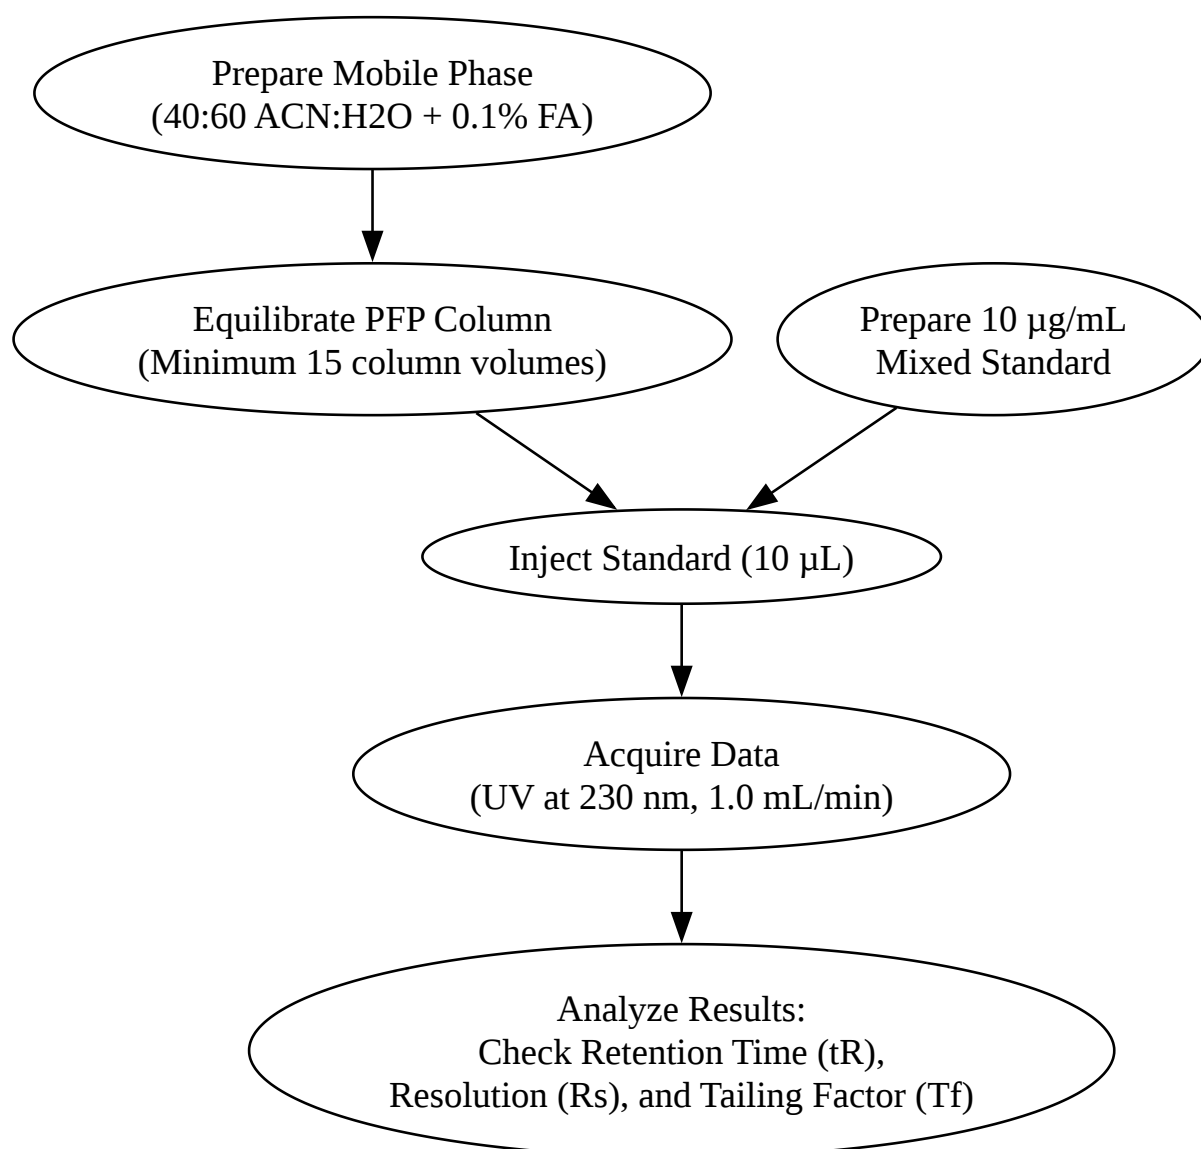 Prepare Mobile Phase
(40:60 ACN:H2O + 0.1% FA)
Equilibrate PFP Column
(Minimum 15 column volumes)
Prepare 10 µg/mL
Mixed Standard
Inject Standard (10 µL)
Acquire Data
(UV at 230 nm, 1.0 mL/min)
Analyze Results:
Check Retention Time (tR),
Resolution (Rs), and Tailing Factor (Tf)